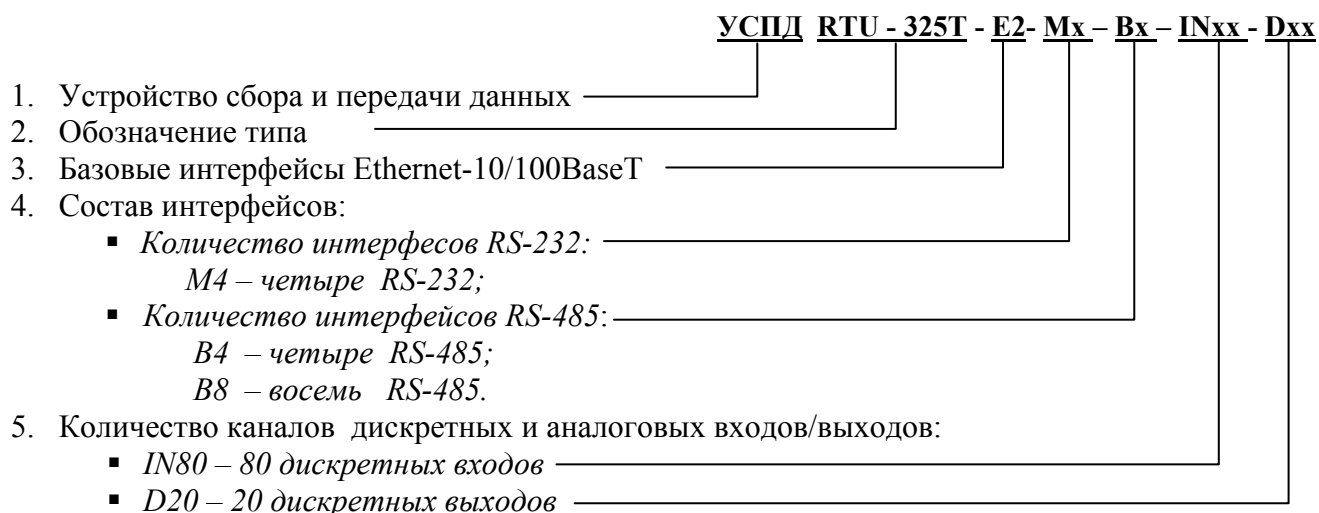 УСПД RTU - 325T - E2- Mx – Bx – INxx - Dxx
1. Устройство сбора и передачи данных
2. Обозначение типа
3. Базовые интерфейсы Ethernet-10/100BaseT
4. Состав интерфейсов:
▪ Количество интерфесов RS-232:
M4 – четыре RS-232;
▪ Количество интерфейсов RS-485:
B4 – четыре RS-485;
B8 – восемь RS-485.
5. Количество каналов дискретных и аналоговых входов/выходов:
▪ IN80 – 80 дискретных входов
▪ D20 – 20 дискретных выходов